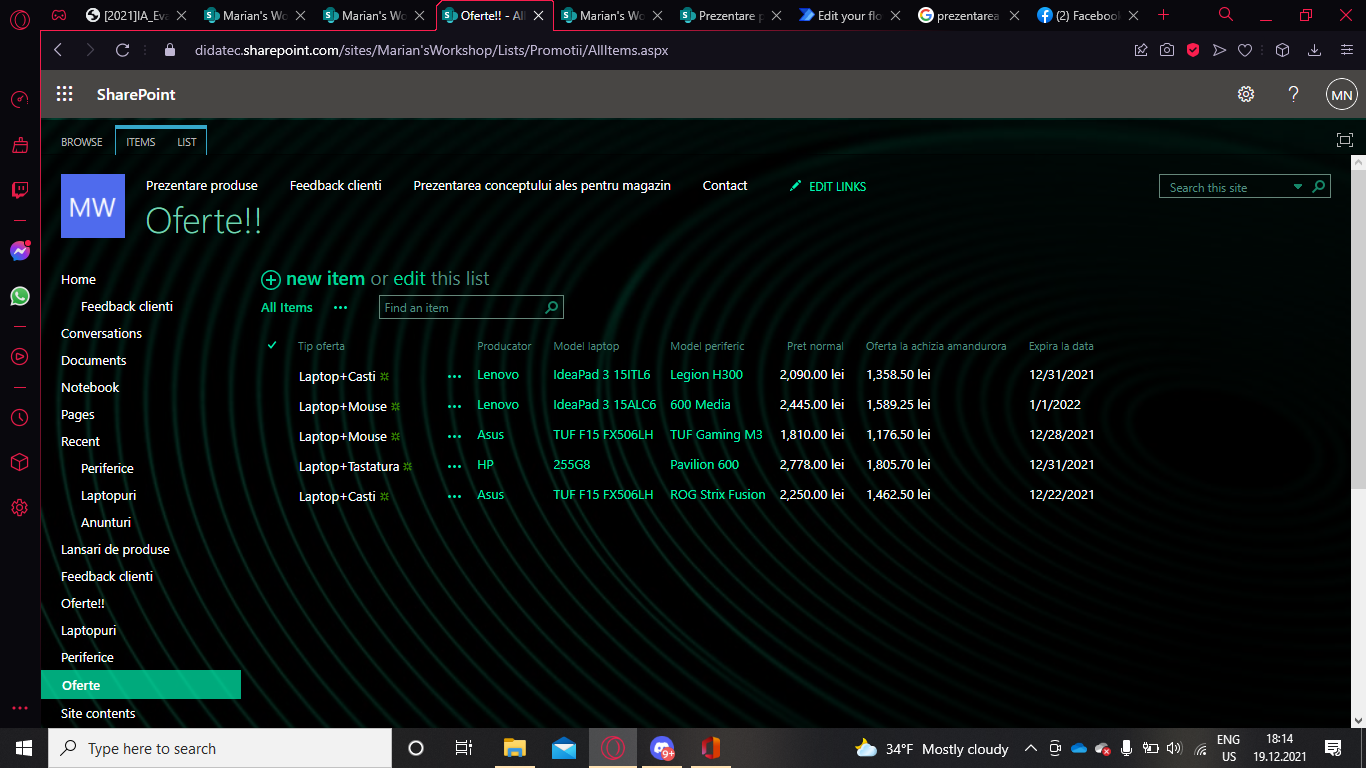 [2021]IA_Eva
Marian's Wo
Marian's Wo
Oferte!! - All
Marian's Wo
Prezentare p
Edit your flo
prezentarea
(2) Facebook
didatec.sharepoint.com/sites/Marian'sWorkshop/Lists/Promotii/AllItems.aspx
SharePoint
? MN
BROWSE ITEMS LIST
MW
Prezentare produse Feedback clienti Prezentarea conceptului ales pentru magazin Contact EDIT LINKS
Search this site
Oferte!!
Home
Feedback clienti
Conversations
Documents
Notebook
Pages
Recent
Periferice
Laptopuri
Anunturi
Lansari de produse
Feedback clienti
Oferte!!
Laptopuri
Periferice
Oferte
Site contents
new item or edit this list
All Items ... Find an item
Tip oferta Producator Model laptop Model periferic Pret normal Oferta la achizia amandurora Expira la data
Laptop+Casti ... Lenovo IdeaPad 3 15ITL6 Legion H300 2,090.00 lei 1,358.50 lei 12/31/2021
Laptop+Mouse ... Lenovo IdeaPad 3 15ALC6 600 Media 2,445.00 lei 1,589.25 lei 1/1/2022
Laptop+Mouse ... Asus TUF F15 FX506LH TUF Gaming M3 1,810.00 lei 1,176.50 lei 12/28/2021
Laptop+Tastatura ... HP 255G8 Pavilion 600 2,778.00 lei 1,805.70 lei 12/31/2021
Laptop+Casti ... Asus TUF F15 FX506LH ROG Strix Fusion 2,250.00 lei 1,462.50 lei 12/22/2021
Type here to search
9+
34°F Mostly cloudy
ENG
US
18:14
19.12.2021